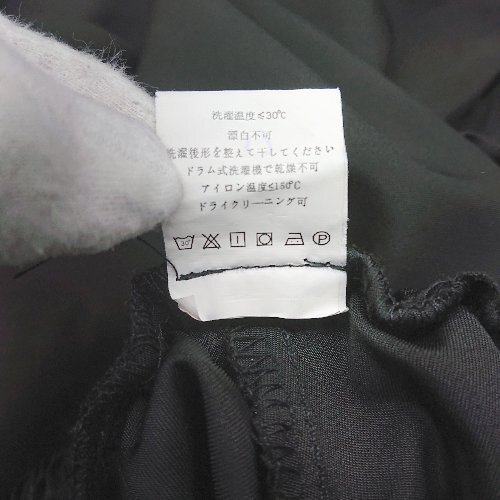 洗濯温度≤30℃
漂白不可
洗濯後形を整えて干してください
ドラム式洗濯機で乾燥不可
アイロン温度≤150℃
ドライクリーニング可
30°
P